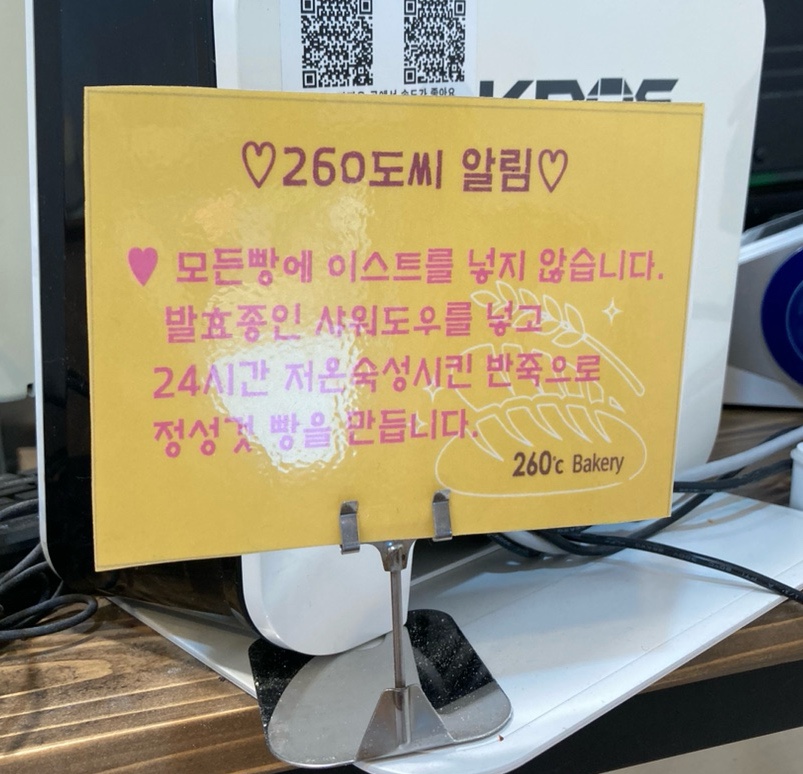 ♡260도씨 알림♡
♥ 모든빵에 이스트를 넣지 않습니다.
발효종인 사워도우를 넣고
24시간 저온숙성시킨 반죽으로
정성껏 빵을 만듭니다.
260℃ Bakery